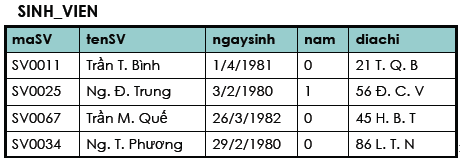 SINH_VIEN
maSV tenSV ngaysinh nam diachi
SV0011 Trần T. Bình 1/4/1981 0 21 T. Q. B
SV0025 Ng. Đ. Trung 3/2/1980 1 56 Đ. C. V
SV0067 Trần M. Quế 26/3/1982 0 45 H. B. T
SV0034 Ng. T. Phương 29/2/1980 0 86 L. T. N